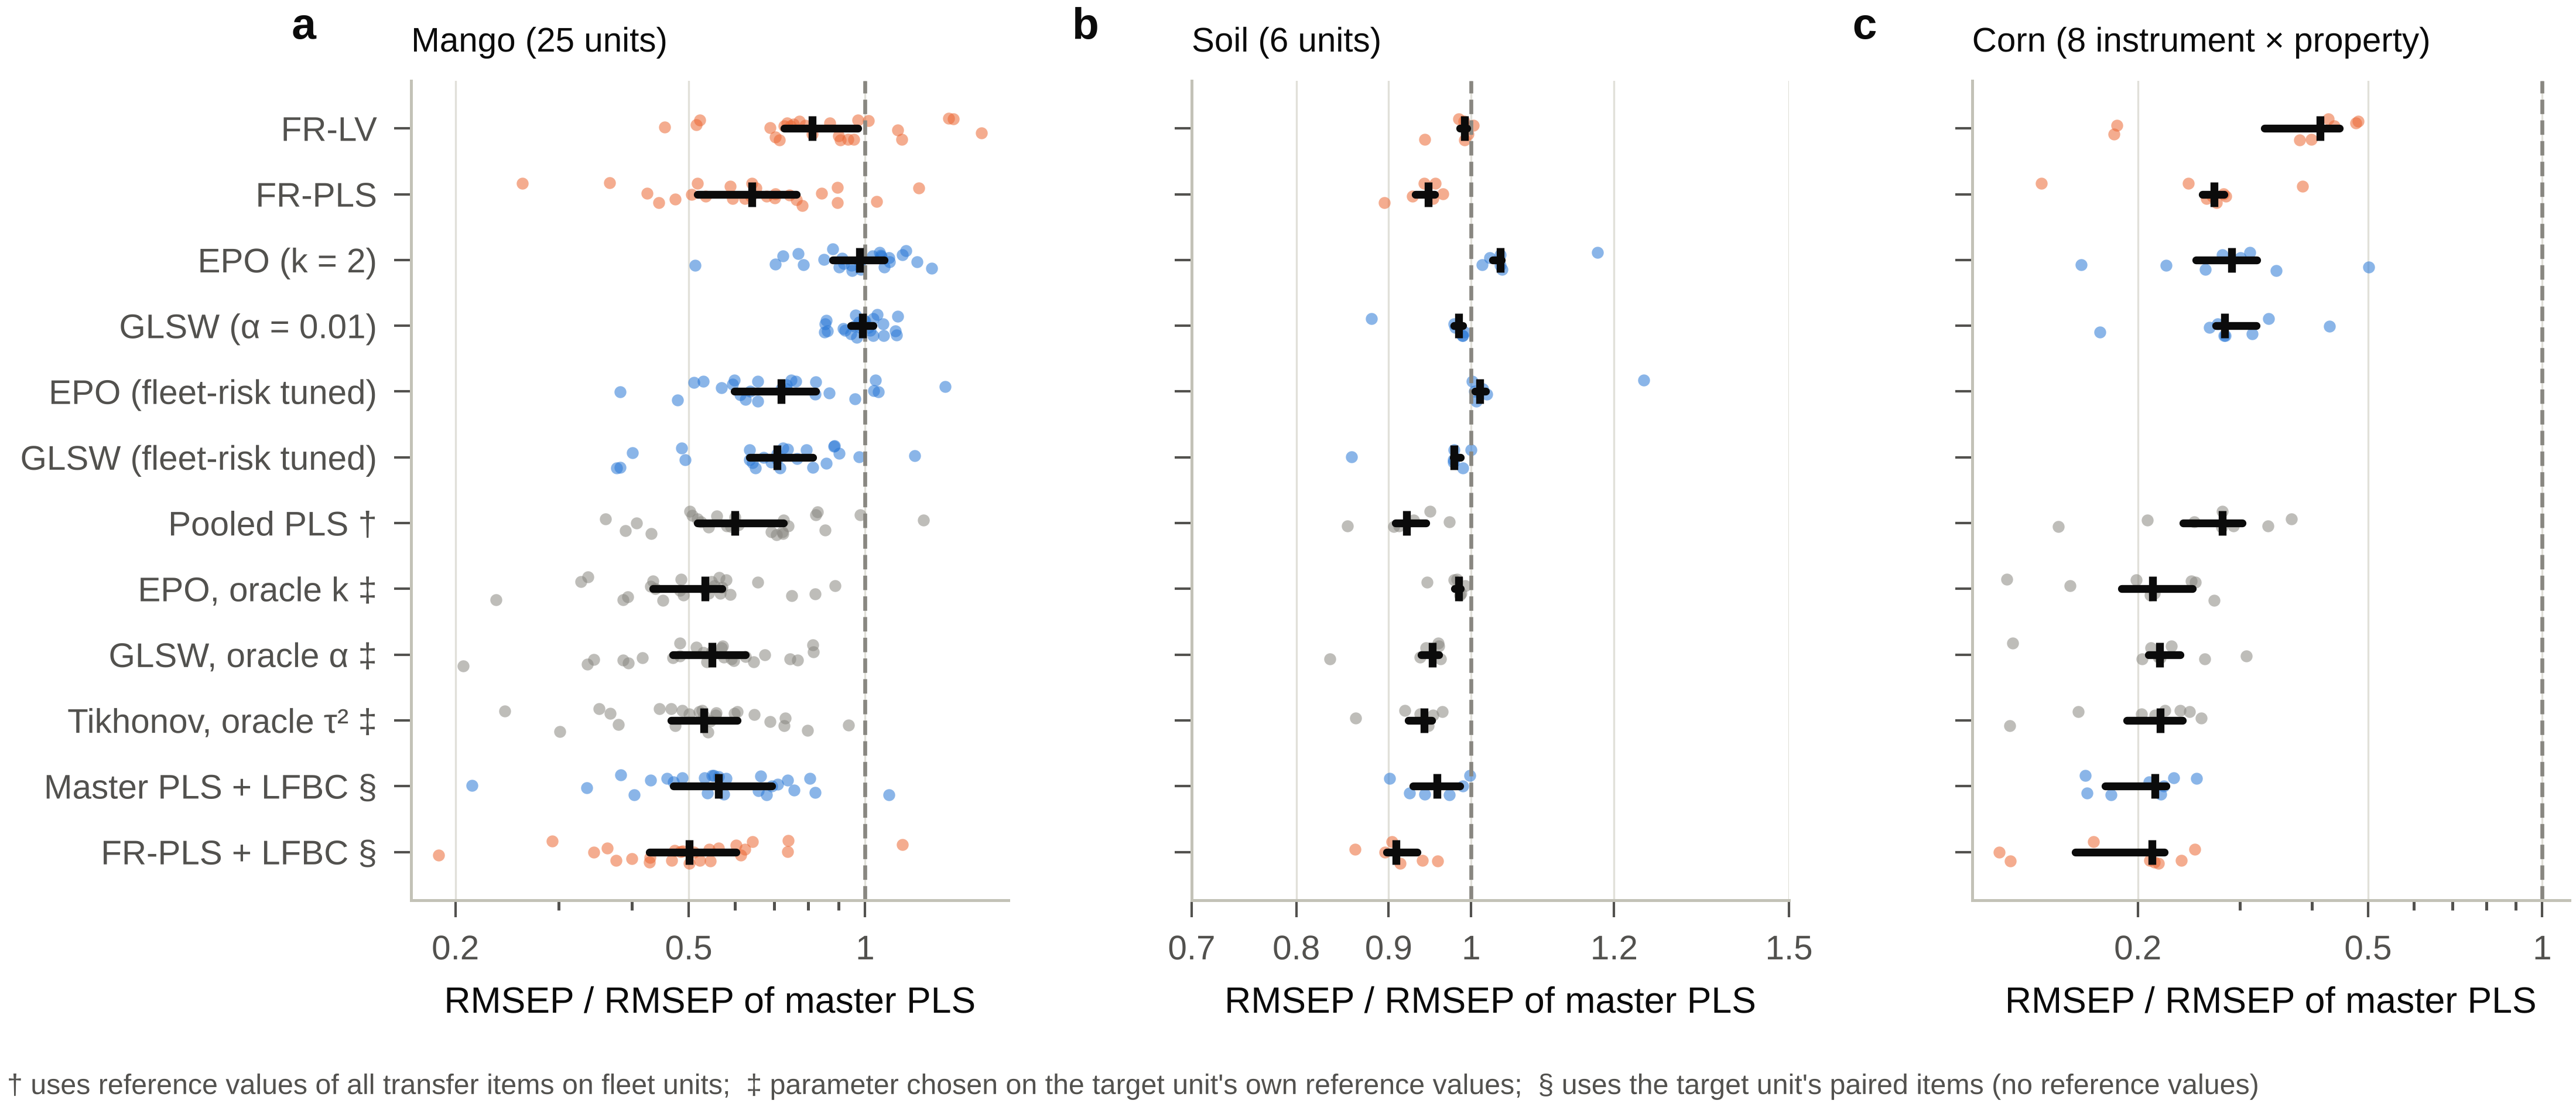 a
Mango (25 units)
b
Soil (6 units)
c
Corn (8 instrument × property)
FR-LV
FR-PLS
EPO (k = 2)
GLSW (α = 0.01)
EPO (fleet-risk tuned)
GLSW (fleet-risk tuned)
Pooled PLS †
EPO, oracle k ‡
GLSW, oracle α ‡
Tikhonov, oracle τ² ‡
Master PLS + LFBC §
FR-PLS + LFBC §
0.2 0.5 1
0.7 0.8 0.9 1 1.2 1.5
0.2 0.5 1
RMSEP / RMSEP of master PLS
RMSEP / RMSEP of master PLS
RMSEP / RMSEP of master PLS
† uses reference values of all transfer items on fleet units; ‡ parameter chosen on the target unit's own reference values; § uses the target unit's paired items (no reference values)